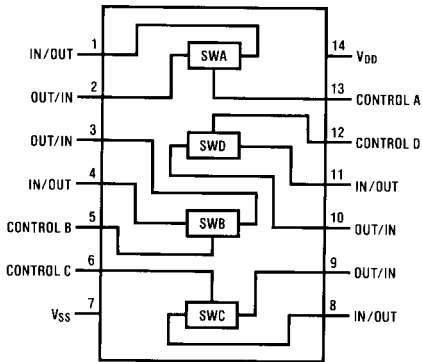 IN/OUT 1
OUT/IN 2
OUT/IN 3
IN/OUT 4
CONTROL B 5
CONTROL C 6
VSS 7
SWA
SWD
SWB
SWC
14 VDD
13 CONTROL A
12 CONTROL D
11 IN/OUT
10 OUT/IN
9 OUT/IN
8 IN/OUT